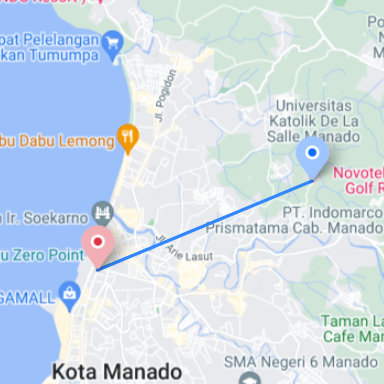 Po
pat Pelelangan
kan Tumumpa
Jl. Pogidon
Universitas
Katolik De La
Salle Manado
bu Dabu Lemong
Novotel
Golf R
n Ir. Soekarno
PT. Indomarco
Prismatama Cab. Manado
Jl. Arie Lasut
u Zero Point
GAMALL
Taman L
Cafe Man
Kota Manado
SMA Negeri 6 Manado